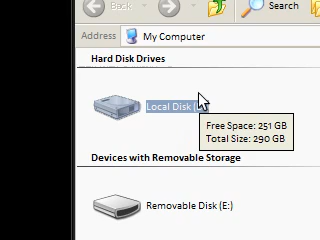 Back
Search
Address
My Computer
Hard Disk Drives
Local Disk (
Free Space: 251 GB
Total Size: 290 GB
Devices with Removable Storage
Removable Disk (E:)